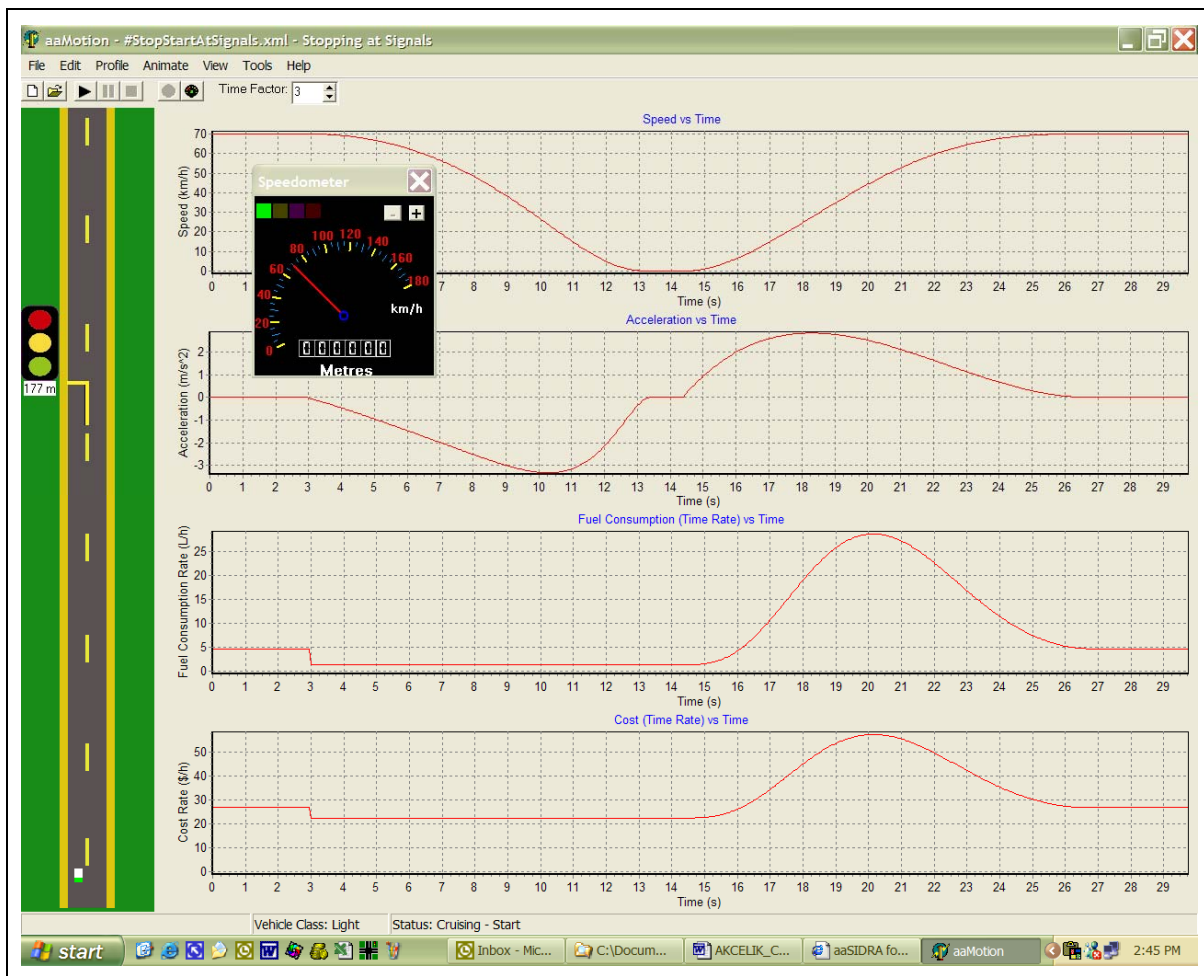 aaMotion - #StopStartAtSignals.xml - Stopping at Signals
File Edit Profile Animate View Tools Help
Time Factor: 3
Speed vs Time
Speed (km/h)
70
60
50
40
30
20
10
0
0 1 2 3 4 5 6 7 8 9 10 11 12 13 14 15 16 17 18 19 20 21 22 23 24 25 26 27 28 29
Time (s)
Speedometer
- +
0 20 40 60 80 100 120 140 160 180
km/h
000000
Metres
177 m
Acceleration vs Time
Acceleration (m/s^2)
2
1
0
-1
-2
-3
0 1 2 3 4 5 6 7 8 9 10 11 12 13 14 15 16 17 18 19 20 21 22 23 24 25 26 27 28 29
Time (s)
Fuel Consumption (Time Rate) vs Time
Fuel Consumption Rate (L/h)
25
20
15
10
5
0
0 1 2 3 4 5 6 7 8 9 10 11 12 13 14 15 16 17 18 19 20 21 22 23 24 25 26 27 28 29
Time (s)
Cost (Time Rate) vs Time
Cost Rate ($/h)
50
40
30
20
10
0
0 1 2 3 4 5 6 7 8 9 10 11 12 13 14 15 16 17 18 19 20 21 22 23 24 25 26 27 28 29
Time (s)
Vehicle Class: Light Status: Cruising - Start
start Inbox - Mic... C:\Docum... AKCELIK_C... aaSIDRA fo... aaMotion 2:45 PM